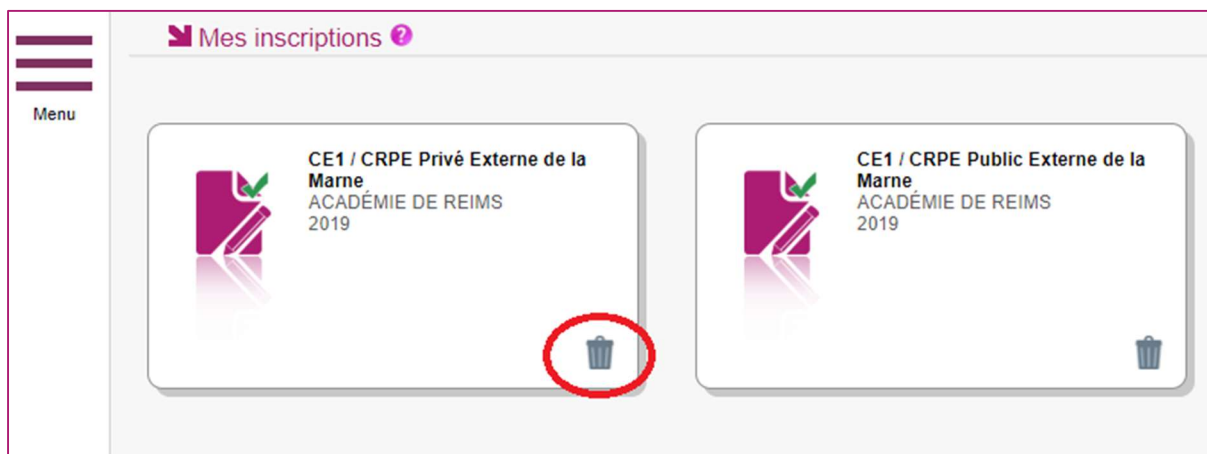 Mes inscriptions ?
Menu
CE1 / CRPE Privé Externe de la
Marne
ACADÉMIE DE REIMS
2019
CE1 / CRPE Public Externe de la
Marne
ACADÉMIE DE REIMS
2019